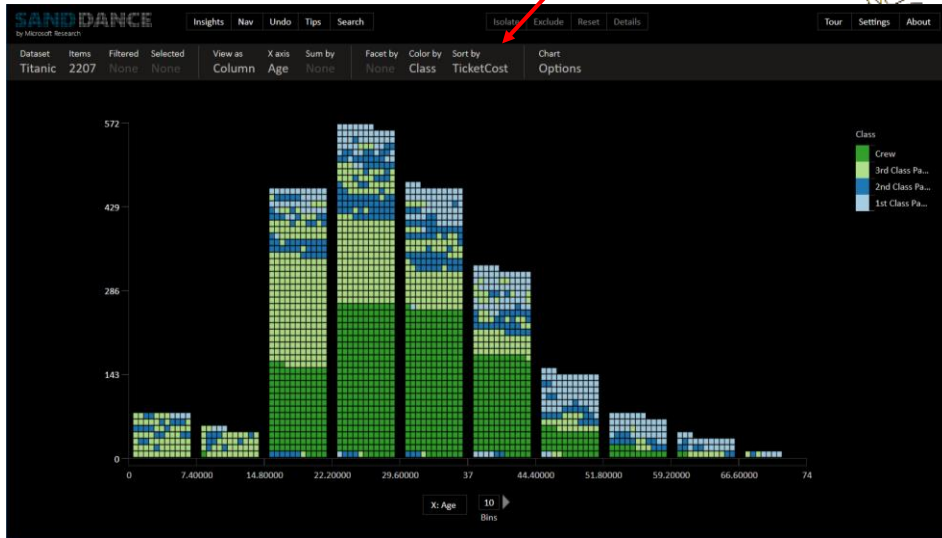 SANDDANCE
by Microsoft Research
Insights Nav Undo Tips Search Isolate Exclude Reset Details Tour Settings About
Dataset Items Filtered Selected View as X axis Sum by Facet by Color by Sort by Chart
Titanic 2207 None None Column Age None None Class TicketCost Options
572
429
286
143
0
Class
Crew
3rd Class Pa...
2nd Class Pa...
1st Class Pa...
0 7.40000 14.80000 22.20000 29.60000 37 44.40000 51.80000 59.20000 66.60000 74
X: Age 10
Bins